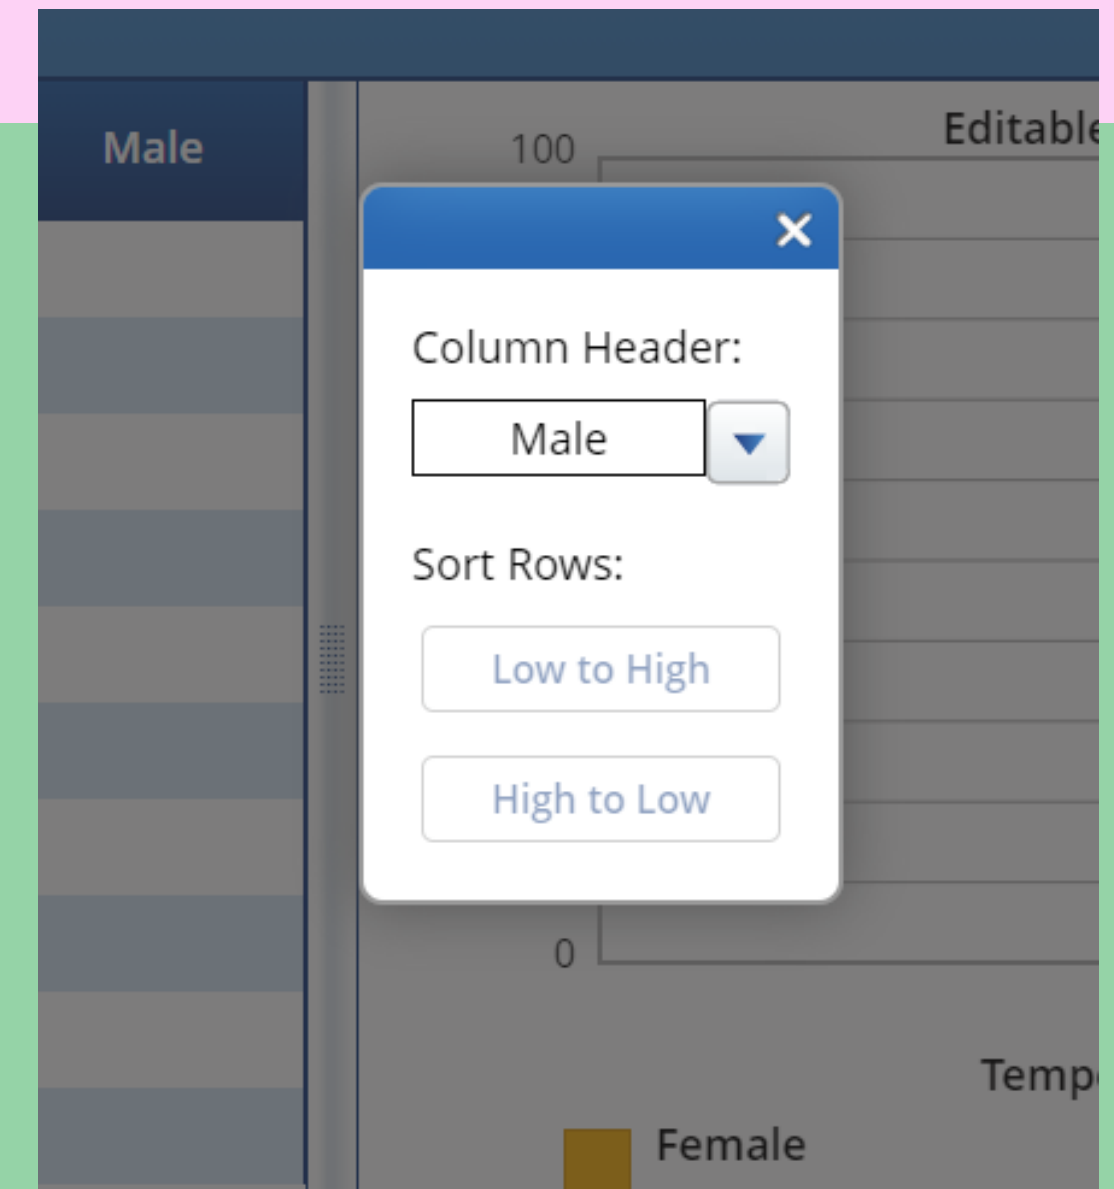 Male
100
Editable
Column Header:
Male
Sort Rows:
Low to High
High to Low
0
Temp
Female